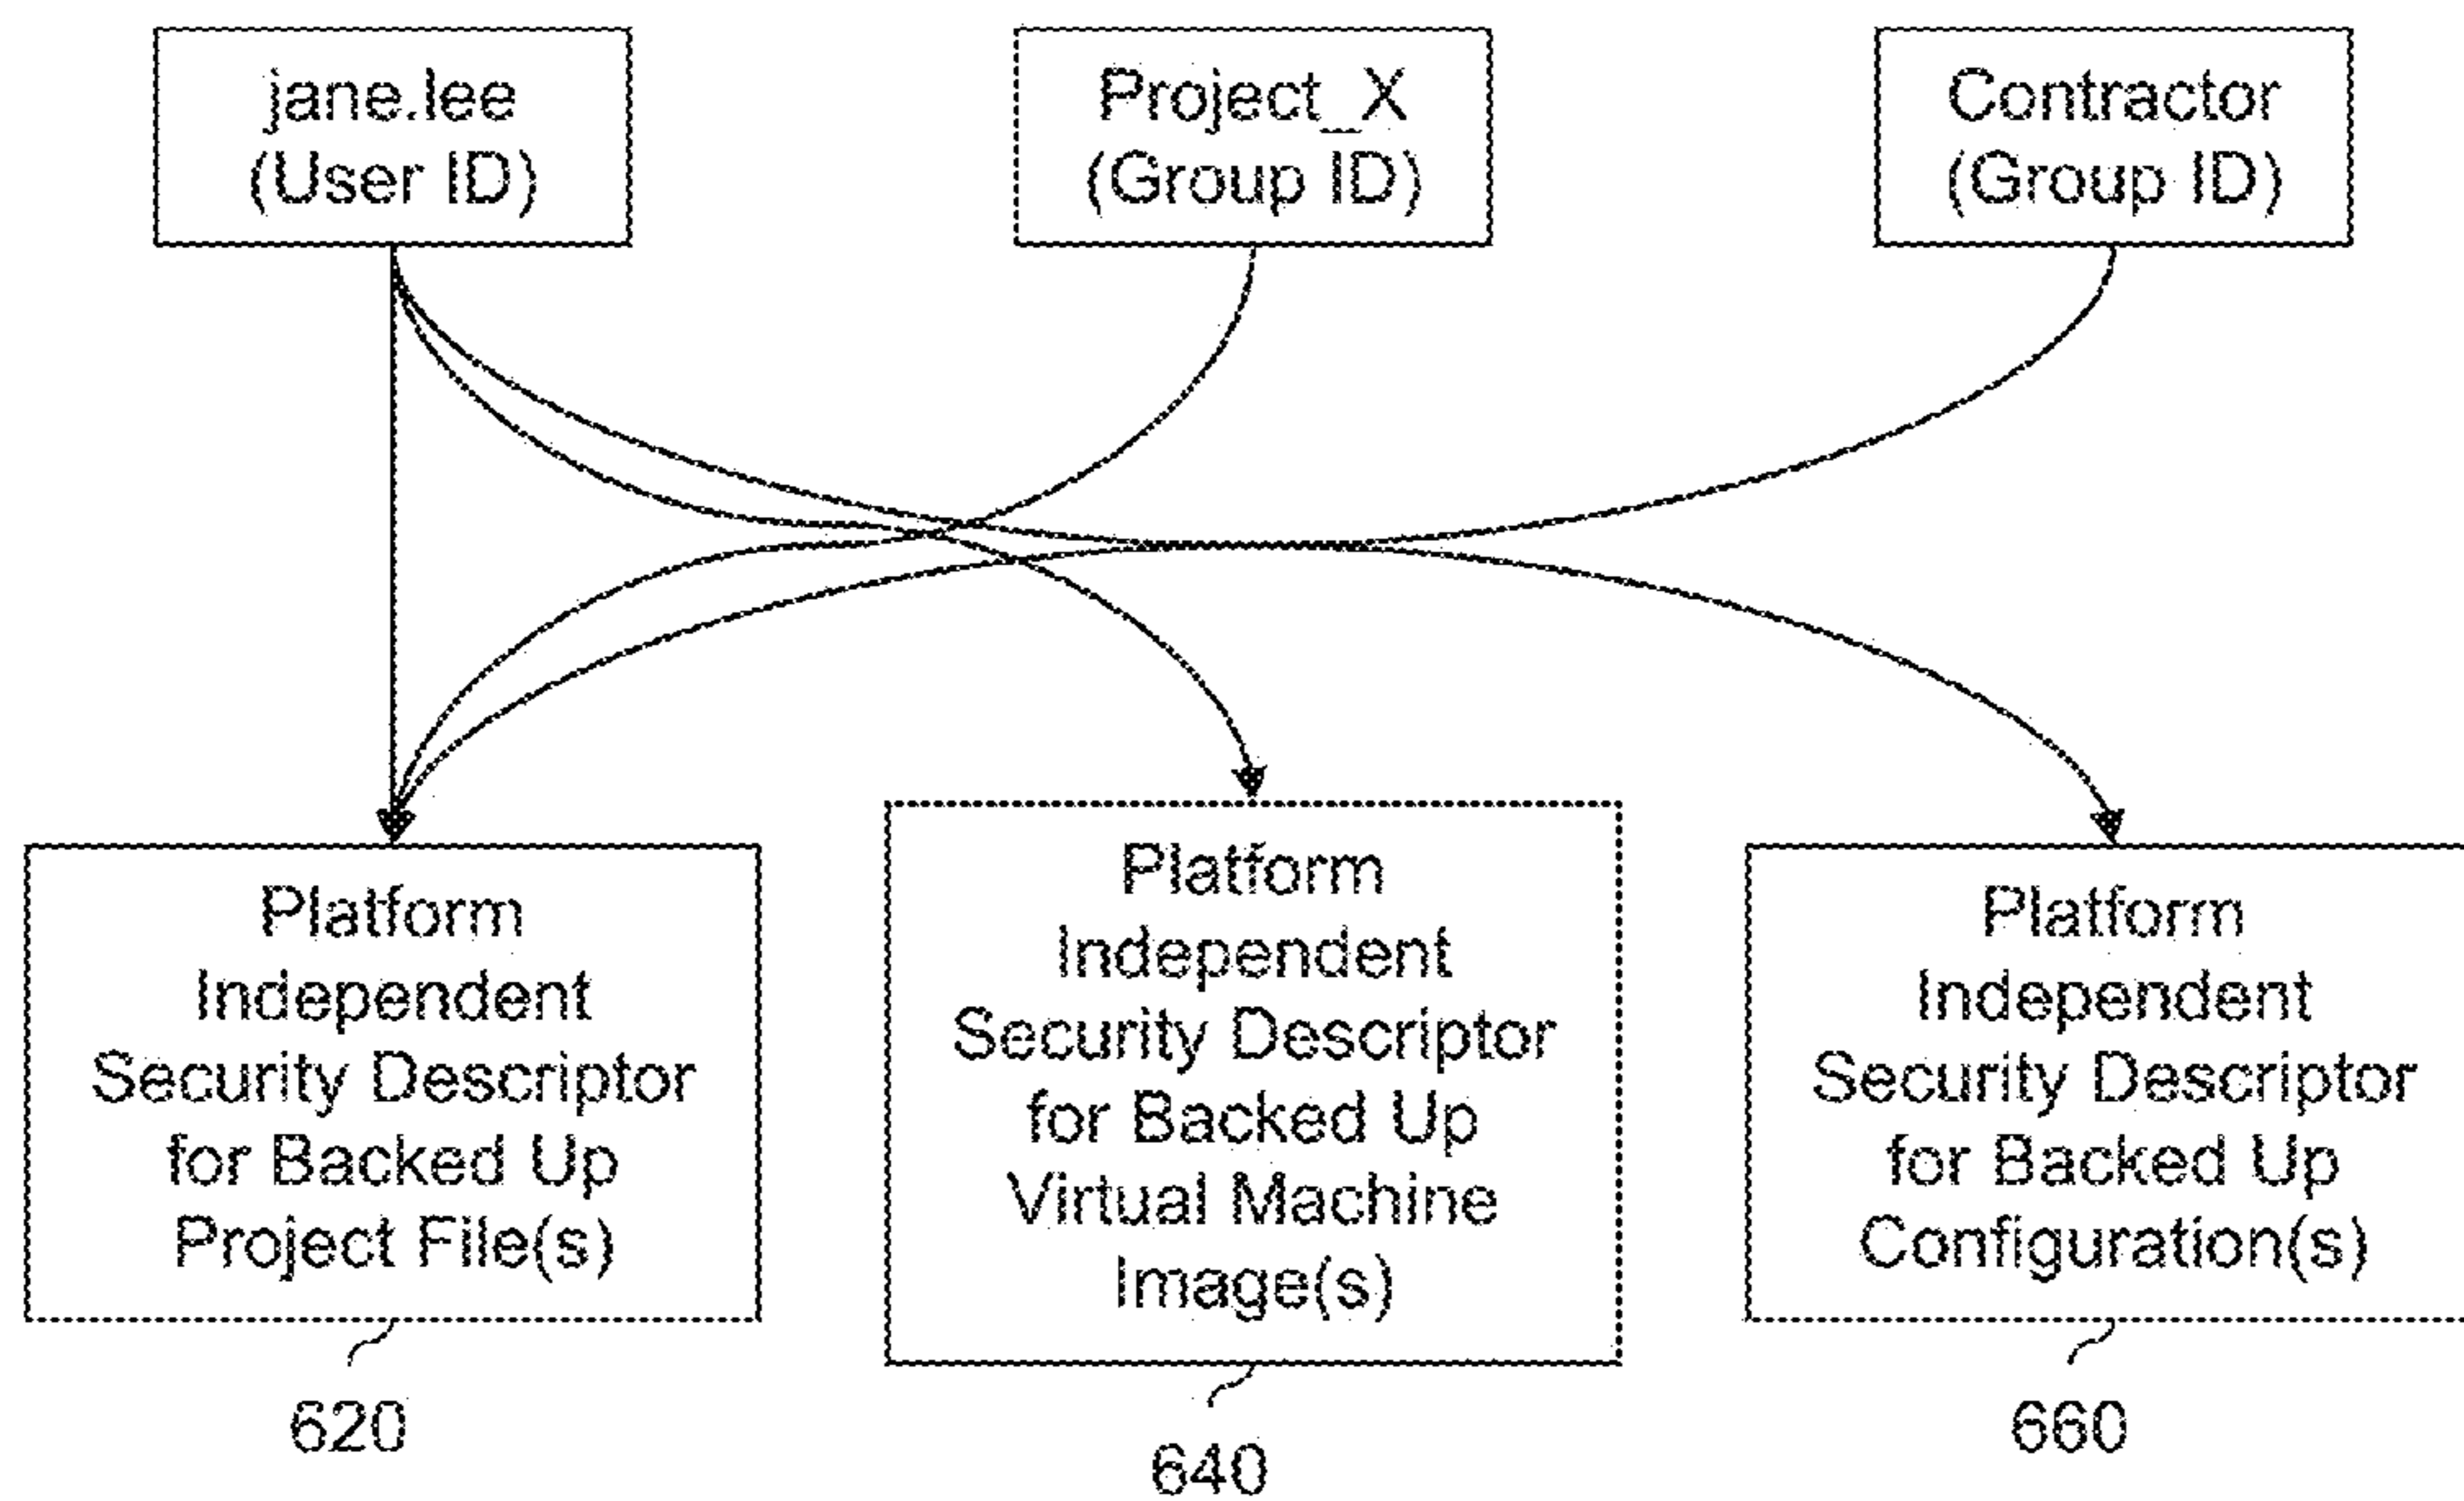 jane.lee
(User ID)
Project_X
(Group ID)
Contractor
(Group ID)
Platform
Independent
Security Descriptor
for Backed Up
Project File(s)
620
Platform
Independent
Security Descriptor
for Backed Up
Virtual Machine
Image(s)
640
Platform
Independent
Security Descriptor
for Backed Up
Configuration(s)
660